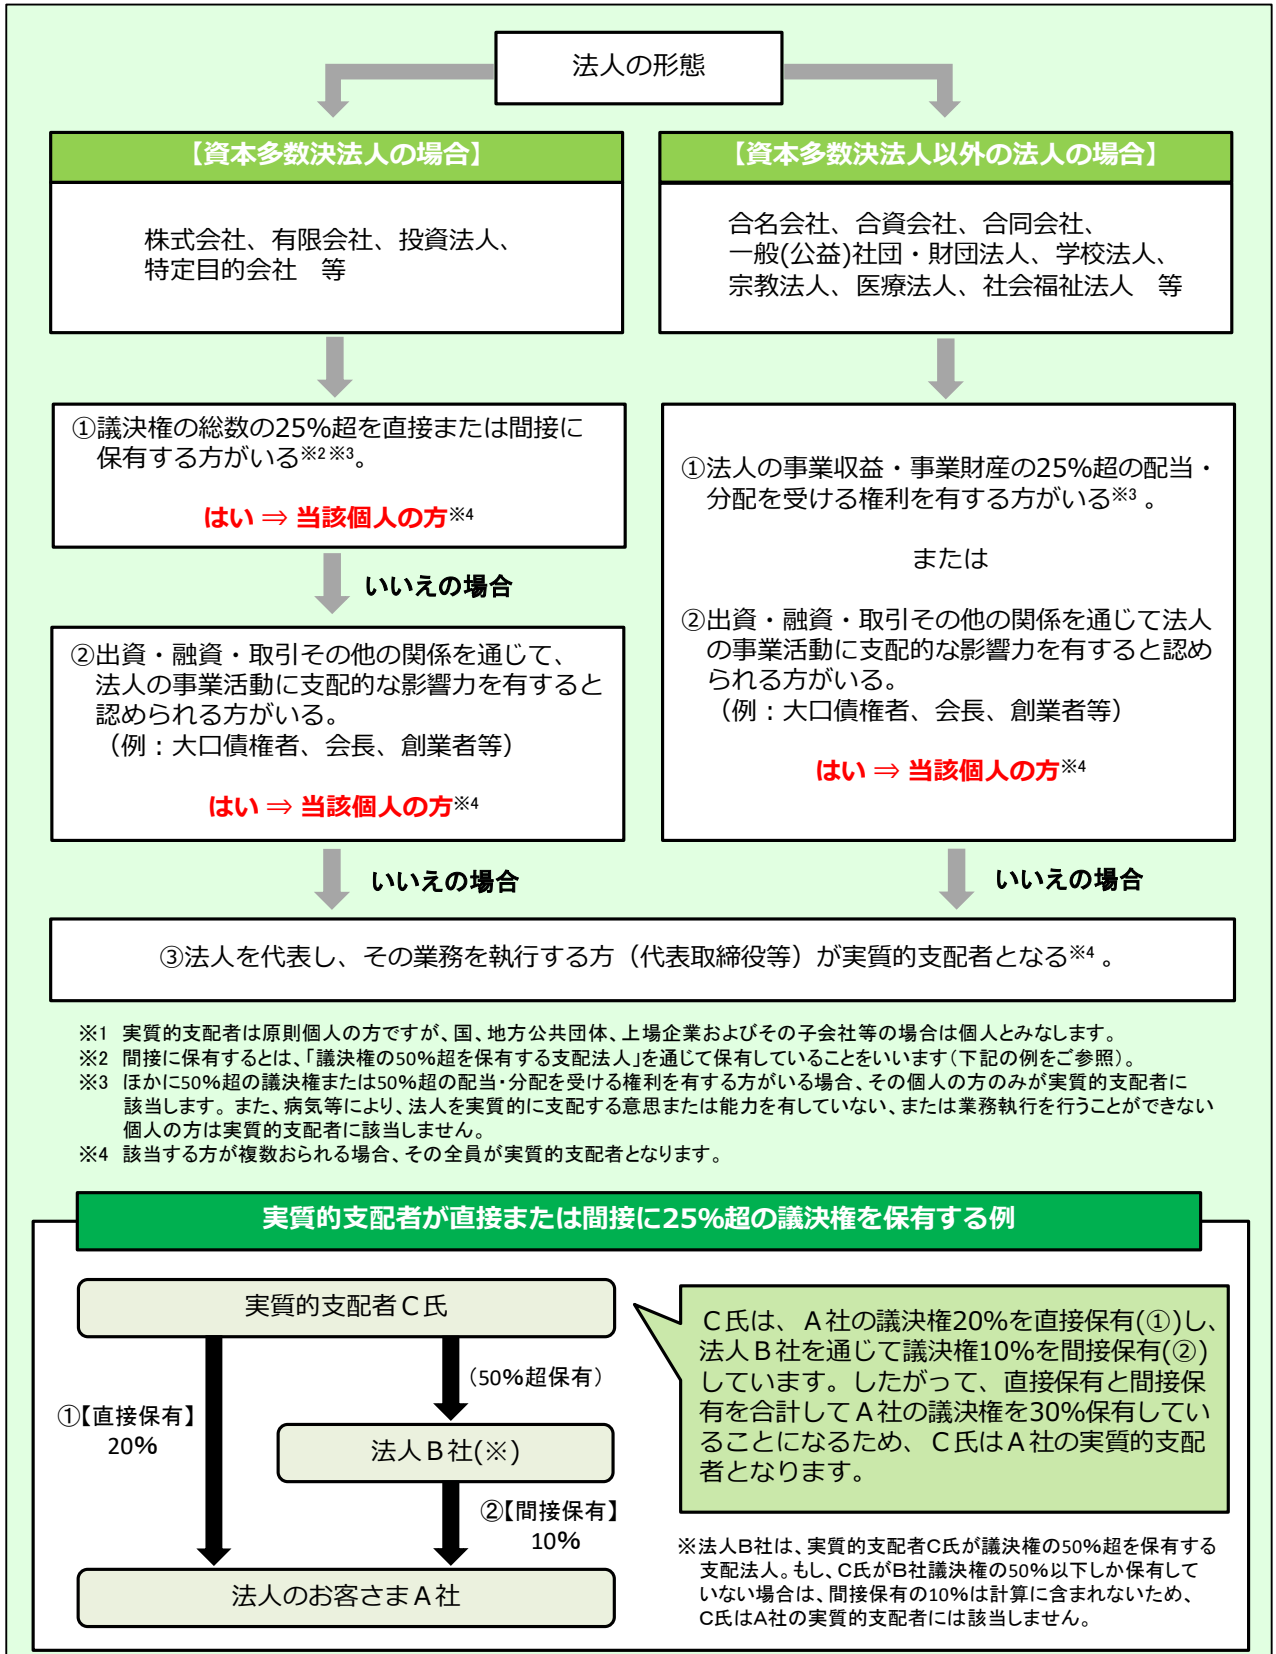 法人の形態
【資本多数決法人の場合】
株式会社、有限会社、投資法人、
特定目的会社　等
①議決権の総数の25%超を直接または間接に
保有する方がいる※2※3。
はい ⇒ 当該個人の方※4
いいえの場合
②出資・融資・取引その他の関係を通じて、
法人の事業活動に支配的な影響力を有すると
認められる方がいる。
（例：大口債権者、会長、創業者等）
はい ⇒ 当該個人の方※4
いいえの場合
【資本多数決法人以外の法人の場合】
合名会社、合資会社、合同会社、
一般(公益)社団・財団法人、学校法人、
宗教法人、医療法人、社会福祉法人　等
①法人の事業収益・事業財産の25%超の配当・
分配を受ける権利を有する方がいる※3 。
または
②出資・融資・取引その他の関係を通じて法人
の事業活動に支配的な影響力を有すると認め
られる方がいる。
（例：大口債権者、会長、創業者等）
はい ⇒ 当該個人の方※4
いいえの場合
③法人を代表し、その業務を執行する方（代表取締役等）が実質的支配者となる※4 。
※1　実質的支配者は原則個人の方ですが、国、地方公共団体、上場企業およびその子会社等の場合は個人とみなします。
※2　間接に保有するとは、「議決権の50%超を保有する支配法人」を通じて保有していることをいいます（下記の例をご参照）。
※3　ほかに50%超の議決権または50%超の配当・分配を受ける権利を有する方がいる場合、その個人の方のみが実質的支配者に
該当します。また、病気等により、法人を実質的に支配する意思または能力を有していない、または業務執行を行うことができない
個人の方は実質的支配者に該当しません。
※4　該当する方が複数おられる場合、その全員が実質的支配者となります。
実質的支配者が直接または間接に25%超の議決権を保有する例
実質的支配者Ｃ氏
（50%超保有）
①【直接保有】
20%
法人Ｂ社(※)
②【間接保有】
10%
法人のお客さまＡ社
Ｃ氏は、Ａ社の議決権20%を直接保有(①)し、
法人Ｂ社を通じて議決権10%を間接保有(②)
しています。したがって、直接保有と間接保
有を合計してＡ社の議決権を30%保有してい
ることになるため、Ｃ氏はＡ社の実質的支配
者となります。
※法人B社は、実質的支配者C氏が議決権の50%超を保有する
支配法人。もし、C氏がB社議決権の50%以下しか保有して
いない場合は、間接保有の10%は計算に含まれないため、
C氏はA社の実質的支配者には該当しません。